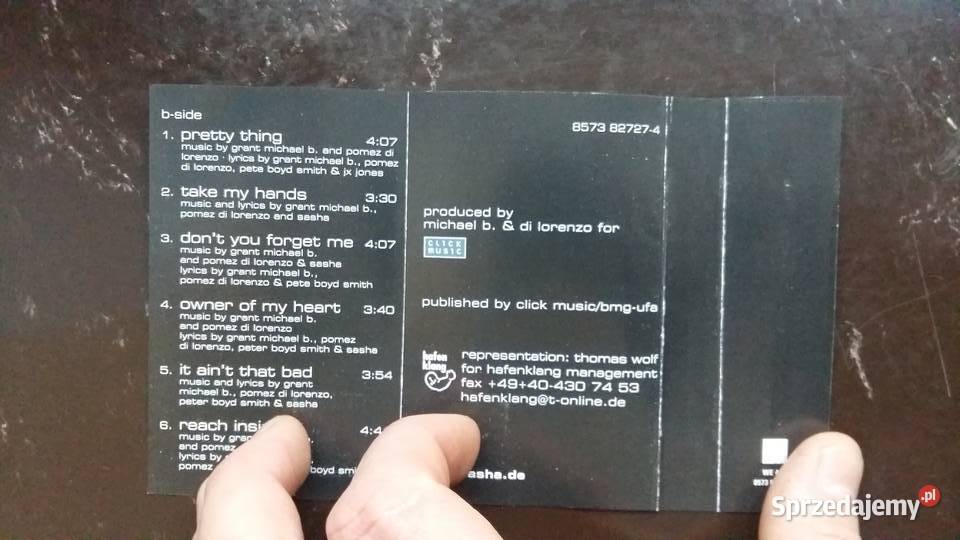 b-side
1. pretty thing 4:07
music by grant michael b. and pomez di
lorenzo · lyrics by grant michael b., pomez
di lorenzo, pete boyd smith & jx jones
2. take my hands 3:30
music and lyrics by grant michael b.,
pomez di lorenzo and sasha
3. don't you forget me 4:07
music by grant michael b.
and pomez di lorenzo & sasha
lyrics by grant michael b.,
pomez di lorenzo & pete boyd smith
4. owner of my heart 3:40
music by grant michael b.
and pomez di lorenzo
lyrics by grant michael b., pomez
di lorenzo, peter boyd smith & sasha
5. it ain't that bad 3:54
music and lyrics by grant
michael b., pomez di lorenzo,
peter boyd smith & sasha
6. reach
music by
and pomez
lyrics by
pomez boyd
8573 82727-4
produced by
michael b. & di lorenzo for
CLICK
MUSIC
published by click music/bmg-ufa
hafen
klang
representation: thomas wolf
for hafenklang management
fax +49+40-430 74 53
hafenklang@t-online.de
asha.de
WE
8573
Sprzedajemy.pl